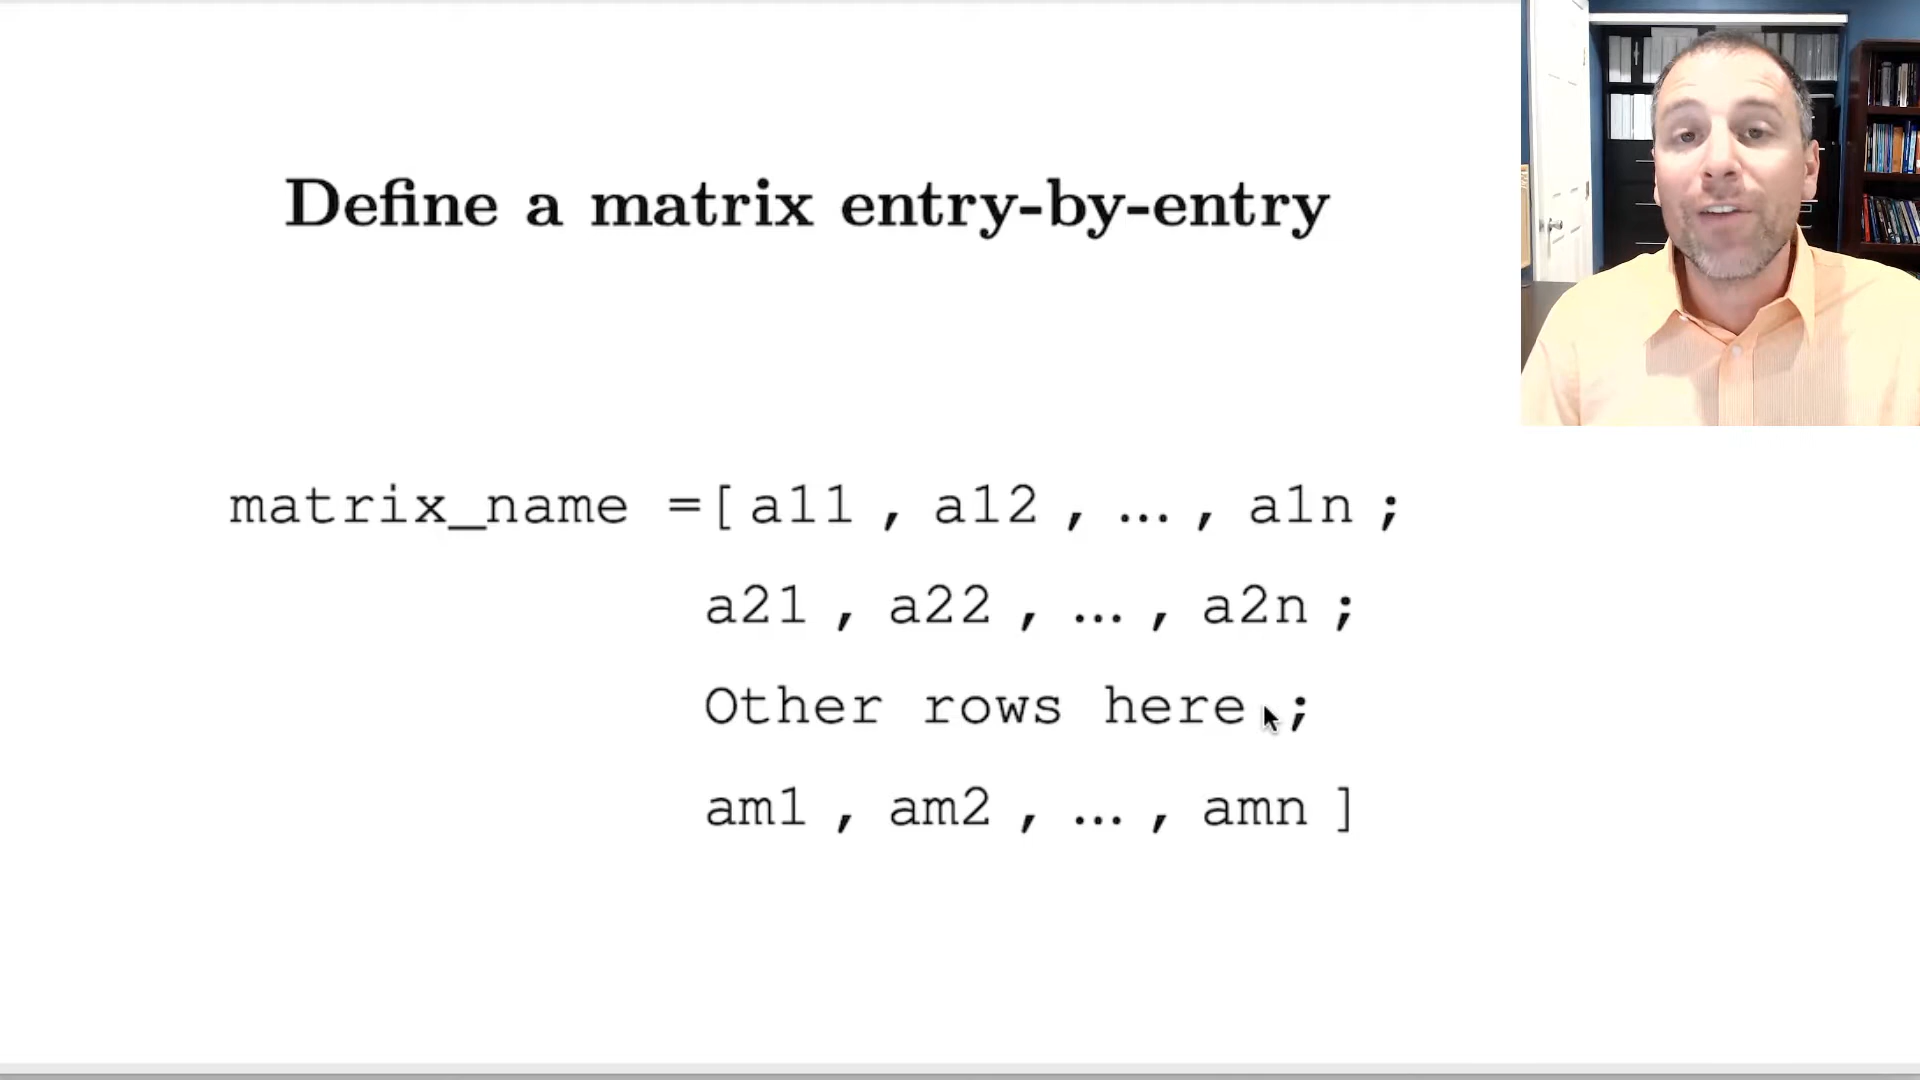 Define a matrix entry-by-entry
matrix_name =[ a11 , a12 , ... , a1n ;
a21 , a22 , ... , a2n ;
Other rows here ;
am1 , am2 , ... , amn ]